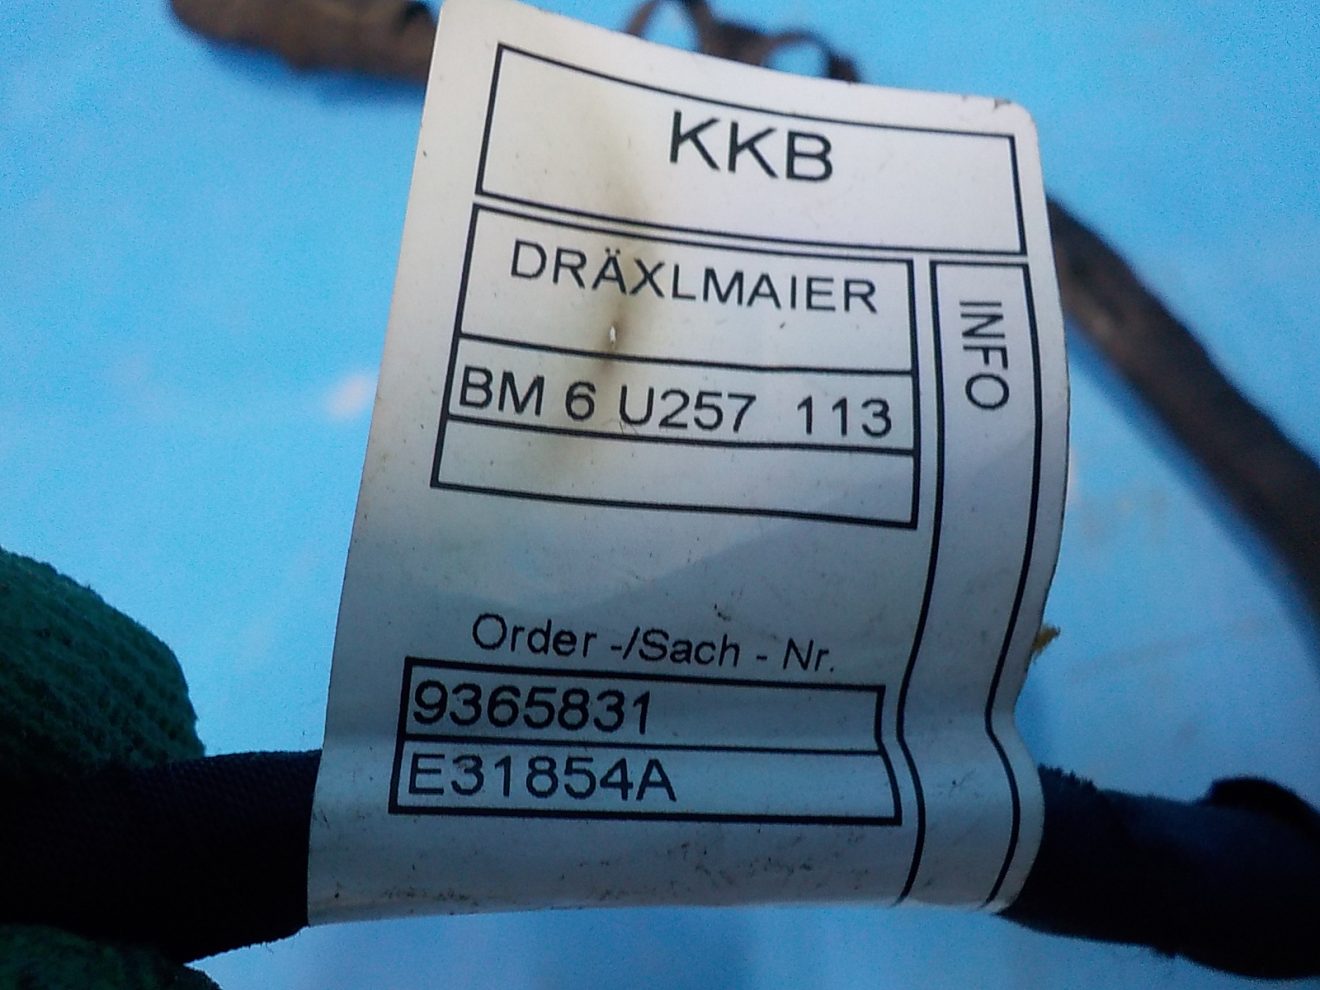 KKB
DRÄXLMAIER
INFO
BM 6 U257 113
Order -/Sach - Nr.
9365831
E31854A